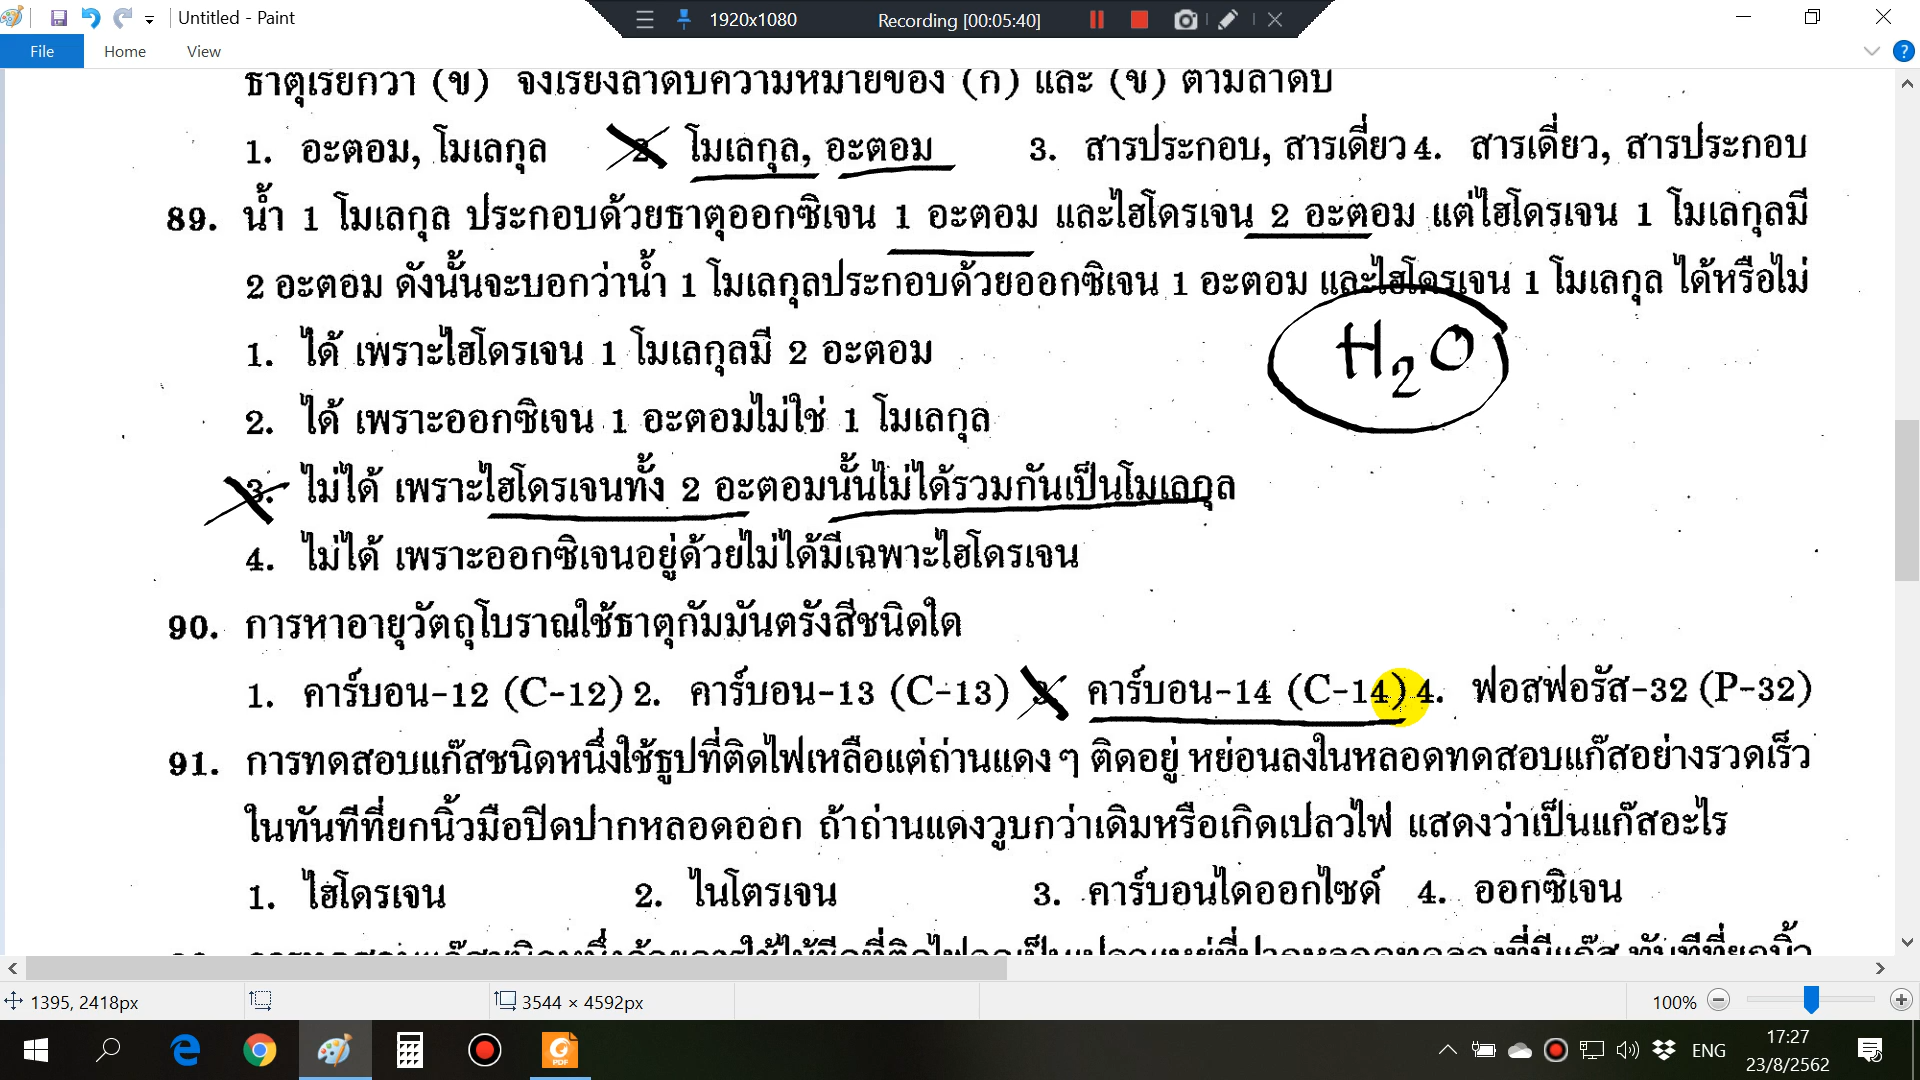 Untitled - Paint
1920x1080
Recording [00:05:40]
File
Home
View
ธาตุเรียกว่า (ข) จงเรียงลำดับความหมายของ (ก) และ (ข) ตามลำดับ
1. อะตอม, โมเลกุล 2 โมเลกุล, อะตอม 3. สารประกอบ, สารเดี่ยว 4. สารเดี่ยว, สารประกอบ
89. น้ำ 1 โมเลกุล ประกอบด้วยธาตุออกซิเจน 1 อะตอม และไฮโดรเจน 2 อะตอม แต่ไฮโดรเจน 1 โมเลกุลมี
2 อะตอม ดังนั้นจะบอกว่าน้ำ 1 โมเลกุลประกอบด้วยออกซิเจน 1 อะตอม และไฮโดรเจน 1 โมเลกุล ได้หรือไม่
H2O
1. ได้ เพราะไฮโดรเจน 1 โมเลกุลมี 2 อะตอม
2. ได้ เพราะออกซิเจน 1 อะตอมไม่ใช่ 1 โมเลกุล
3. ไม่ได้ เพราะไฮโดรเจนทั้ง 2 อะตอมนั้นไม่ได้รวมกันเป็นโมเลกุล
4. ไม่ได้ เพราะออกซิเจนอยู่ด้วยไม่ได้มีเฉพาะไฮโดรเจน
90. การหาอายุวัตถุโบราณใช้ธาตุกัมมันตรังสีชนิดใด
1. คาร์บอน-12 (C-12) 2. คาร์บอน-13 (C-13) 3 คาร์บอน-14 (C-14) 4. ฟอสฟอรัส-32 (P-32)
91. การทดสอบแก๊สชนิดหนึ่งใช้ธูปที่ติดไฟเหลือแต่ถ่านแดง ๆ ติดอยู่ หย่อนลงในหลอดทดสอบแก๊สอย่างรวดเร็ว
ในทันทีที่ยกนิ้วมือปิดปากหลอดออก ถ้าถ่านแดงวูบกว่าเดิมหรือเกิดเปลวไฟ แสดงว่าเป็นแก๊สอะไร
1. ไฮโดรเจน 2. ไนโตรเจน 3. คาร์บอนไดออกไซด์ 4. ออกซิเจน
1395, 2418px
3544 × 4592px
100%
ENG
17:27
23/8/2562